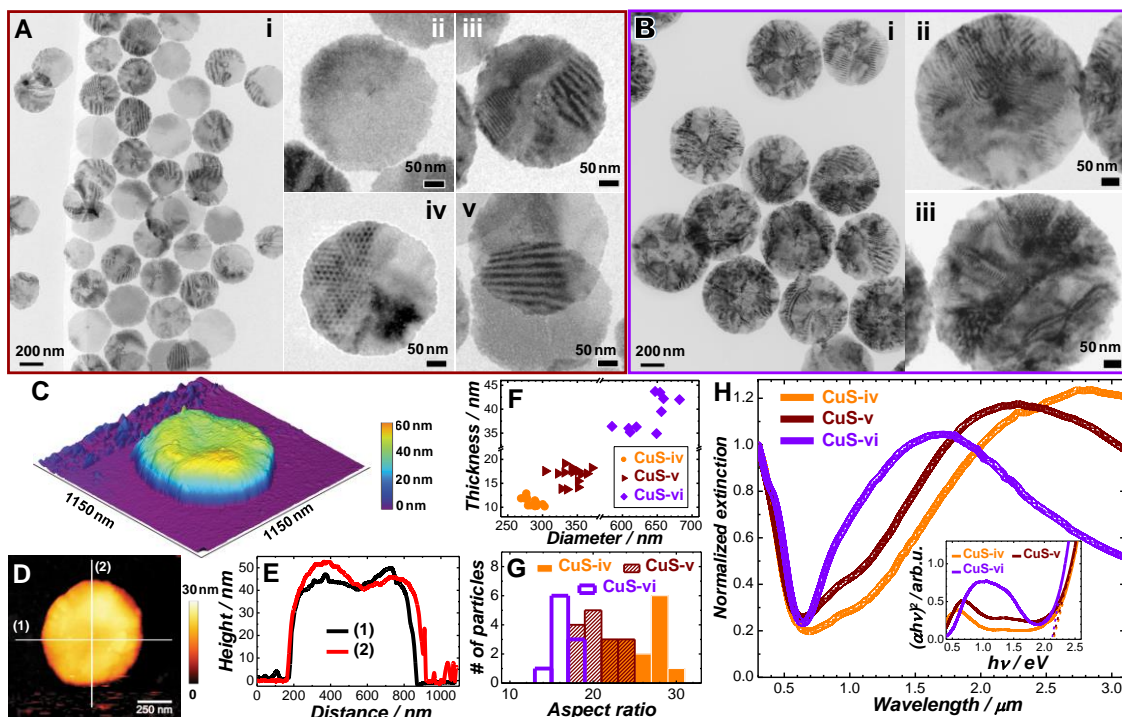 A
i
200 nm
ii
50 nm
iii
50 nm
iv
50 nm
v
50 nm
B
i
200 nm
ii
50 nm
iii
50 nm
C
1150 nm
1150 nm
60 nm
40 nm
20 nm
0 nm
D
(1)
(2)
250 nm
30 nm
0
E
Height / nm
50
40
30
20
10
0
(1)
(2)
0 200 400 600 800 1000
Distance / nm
F
Thickness / nm
45
40
35
20
15
10
CuS-iv
CuS-v
CuS-vi
250 300 350 600 650 700
Diameter / nm
G
# of particles
8
6
4
2
0
CuS-iv
CuS-v
CuS-vi
10 20 30
Aspect ratio
H
Normalized extinction
1.2
1.0
0.8
0.6
0.4
0.2
CuS-iv
CuS-v
CuS-vi
0.5 1.0 1.5 2.0 2.5 3.0
Wavelength / μm
(αhν)² / arb.u.
1.0
0.5
0.0
CuS-iv CuS-v
CuS-vi
0.5 1.0 1.5 2.0 2.5
hν / eV